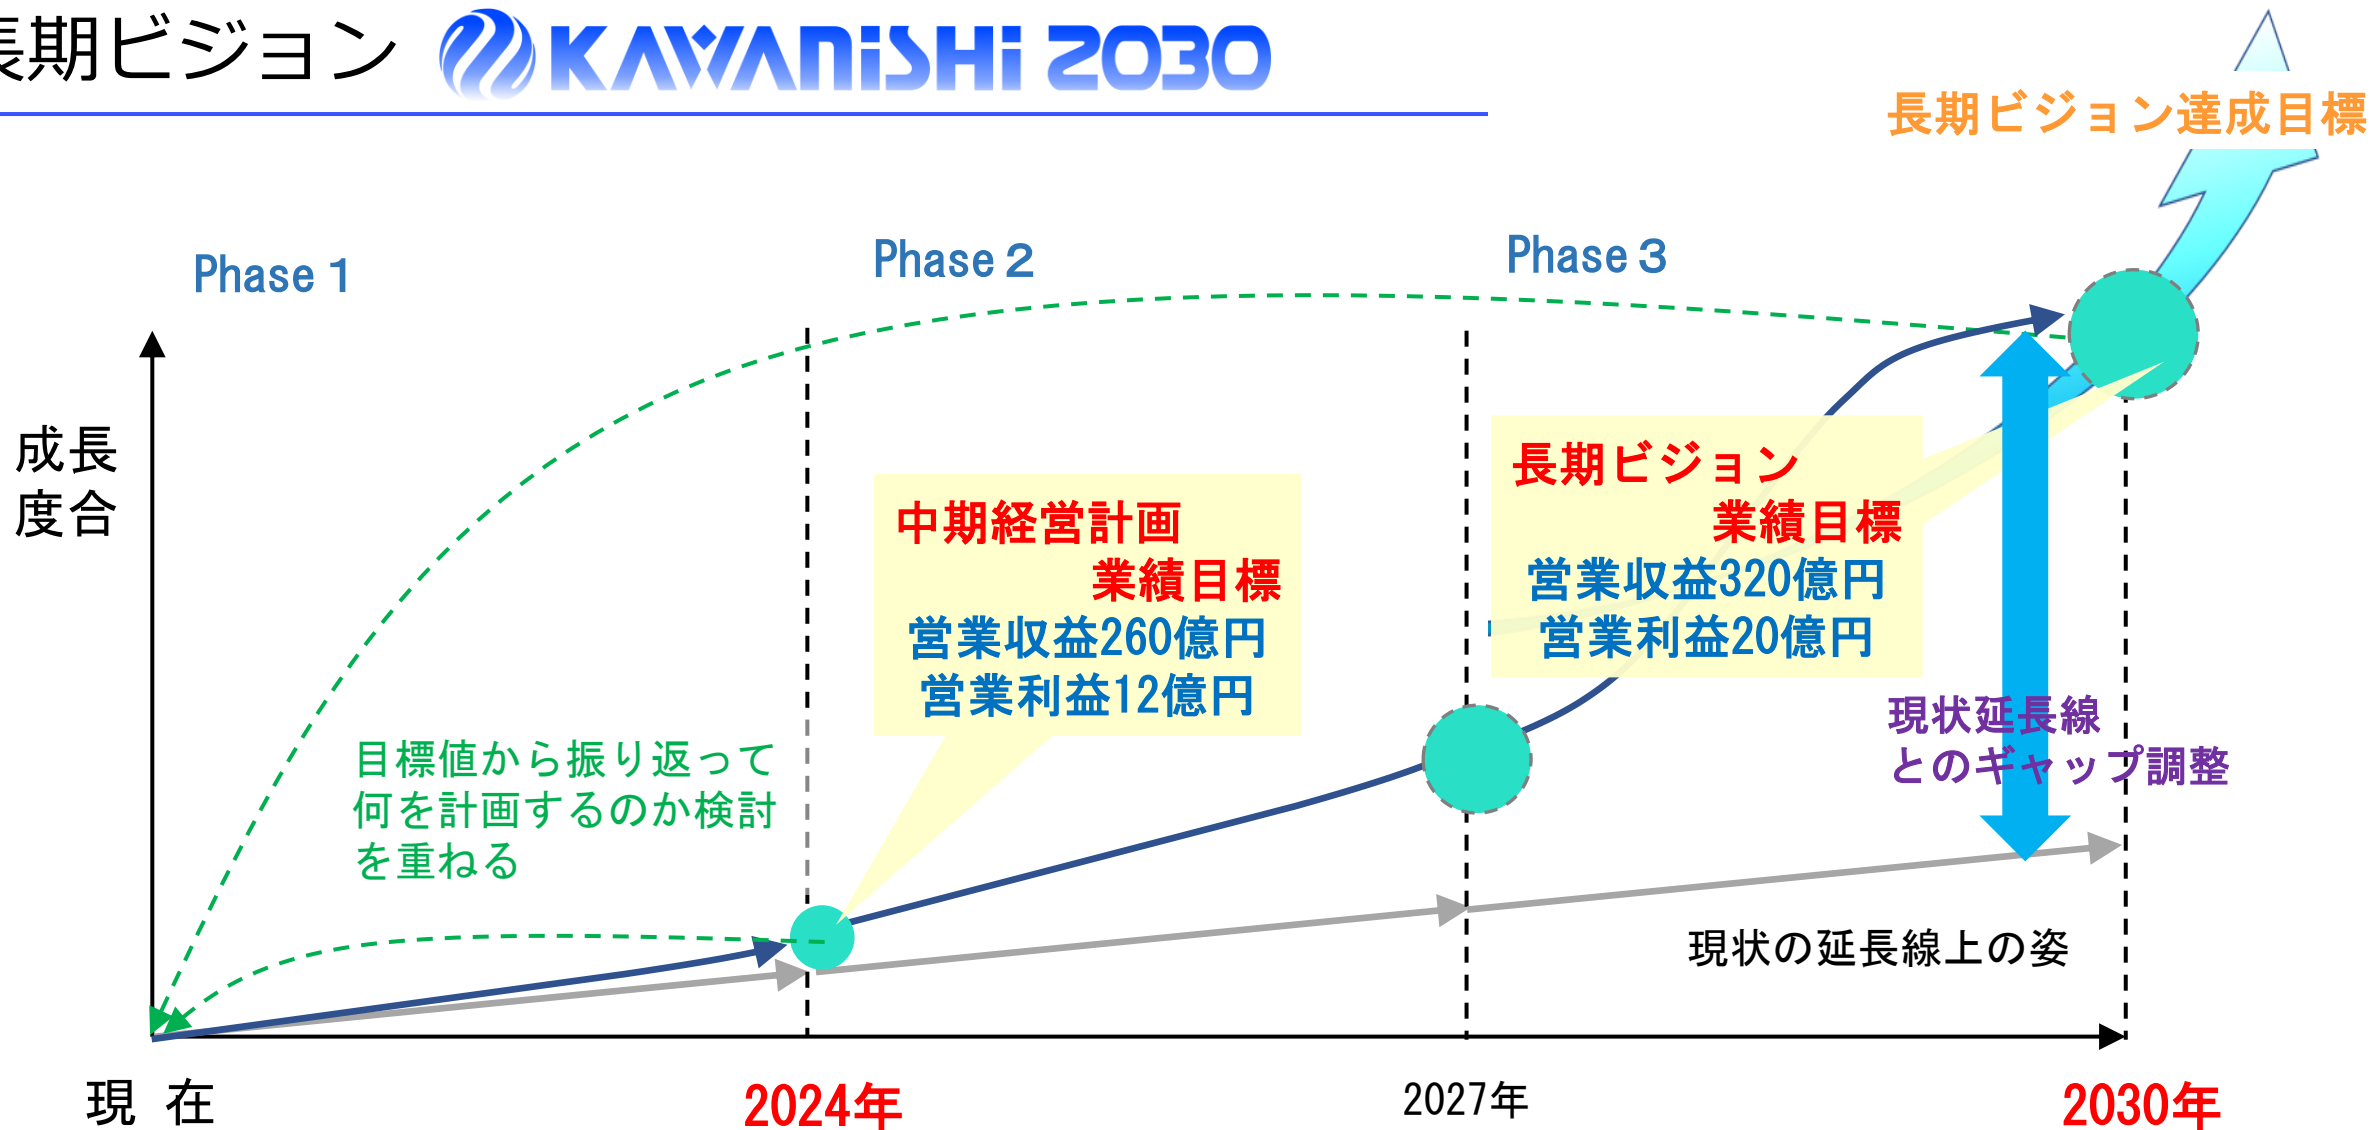 長期ビジョン KAWANISHI 2030
長期ビジョン達成目標
Phase 1
Phase 2
Phase 3
成長
度合
中期経営計画
業績目標
営業収益260億円
営業利益12億円
長期ビジョン
業績目標
営業収益320億円
営業利益20億円
目標値から振り返って
何を計画するのか検討
を重ねる
現状延長線
とのギャップ調整
現状の延長線上の姿
現 在
2024年
2027年
2030年